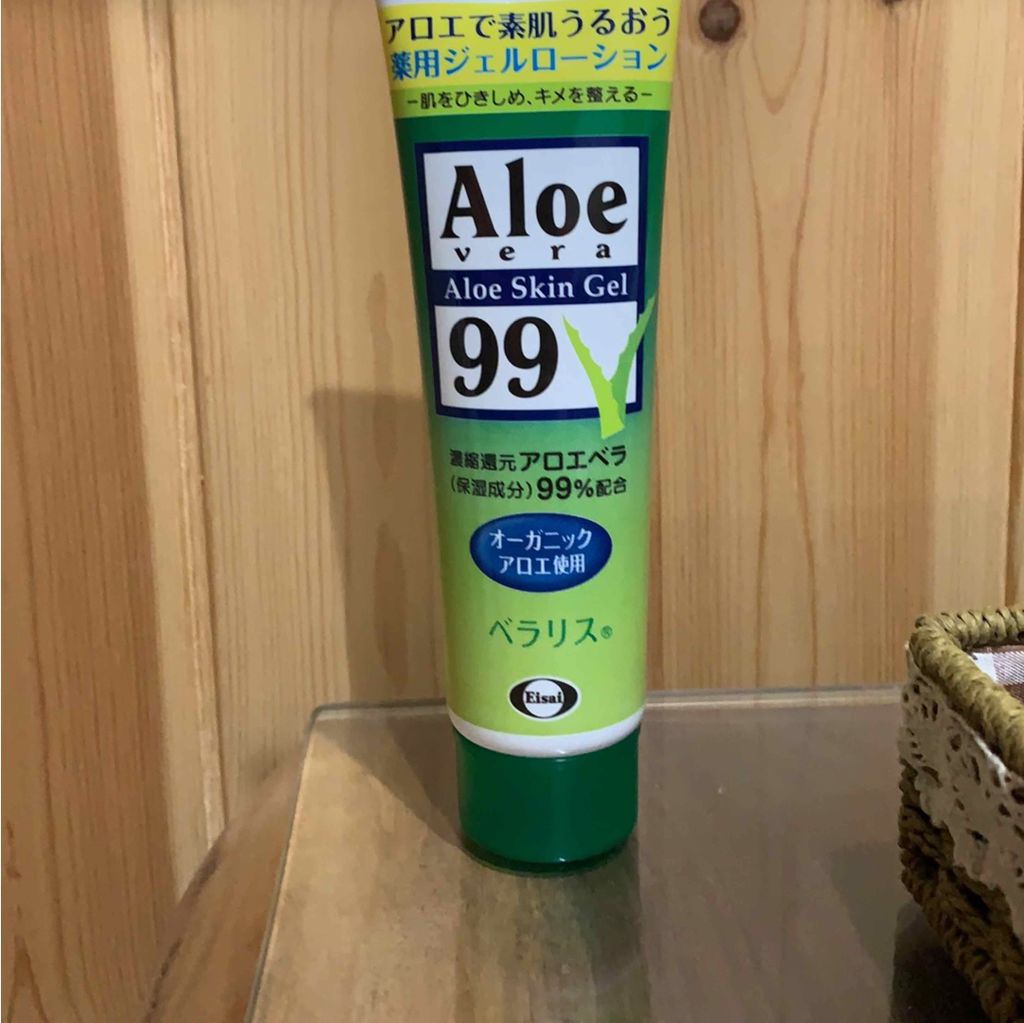 アロエで素肌うるおう
薬用ジェルローション
−肌をひきしめ、キメを整える−
Aloe
vera
Aloe Skin Gel
99
濃縮還元アロエベラ
(保湿成分)99%配合
オーガニック
アロエ使用
ベラリス®
Eisai